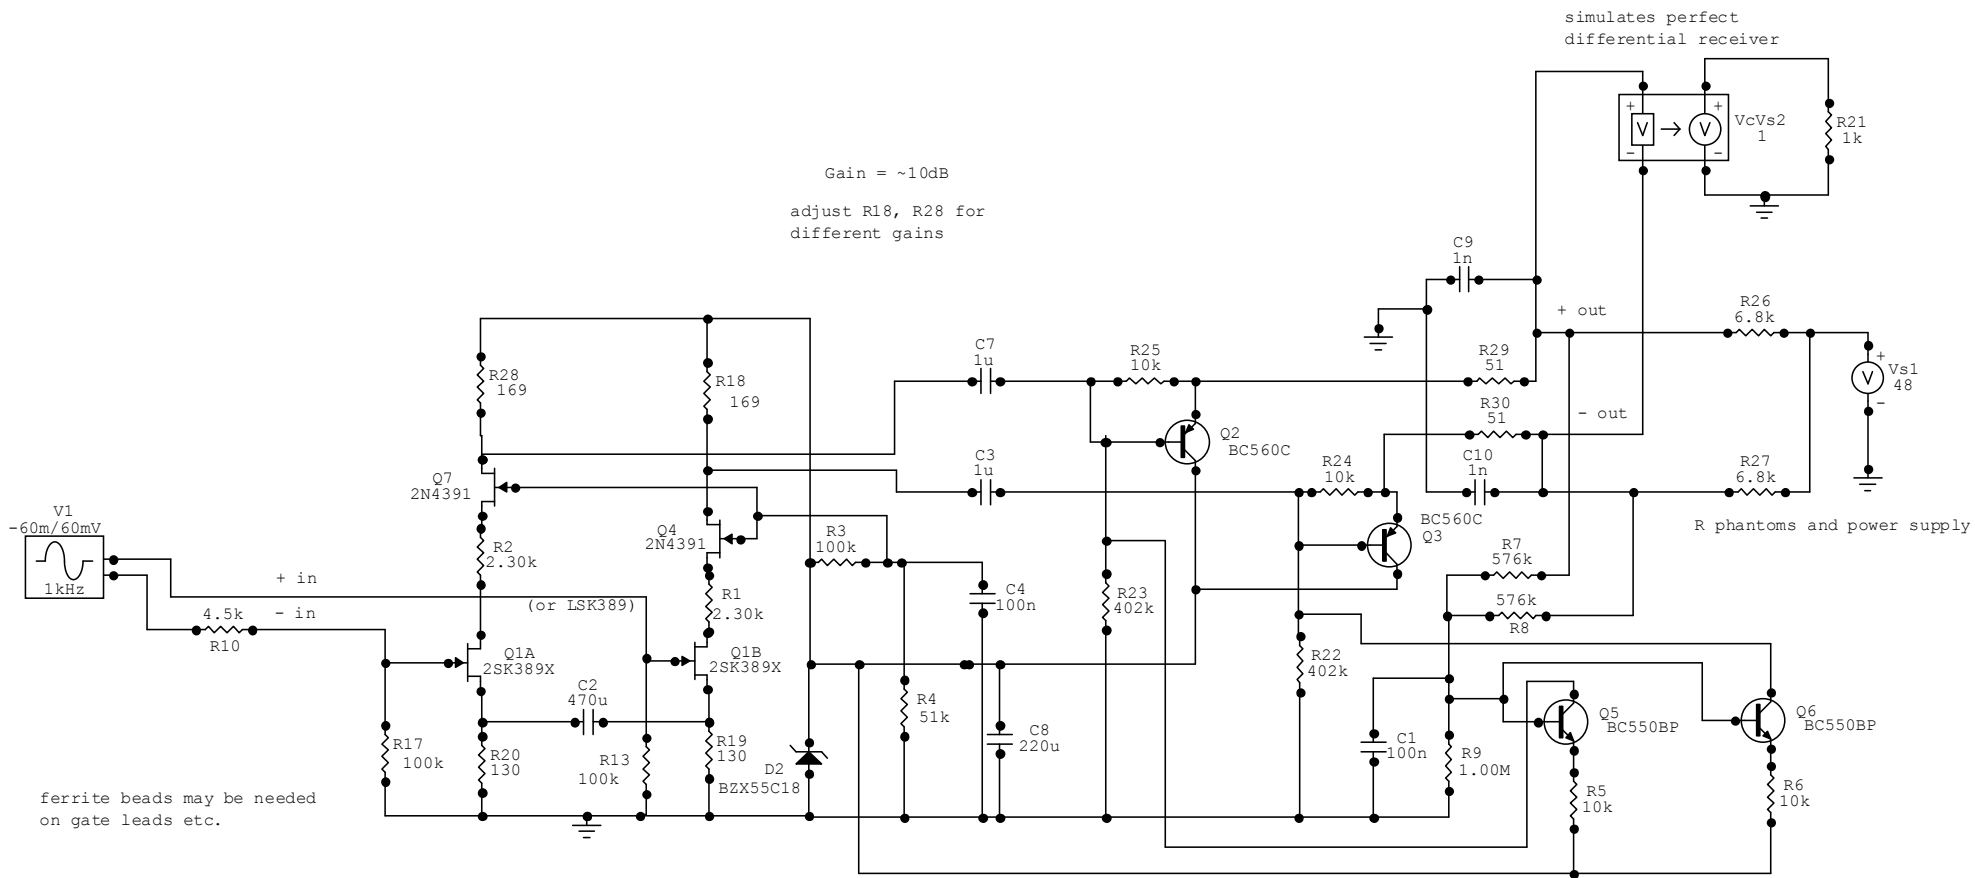 simulates perfect
differential receiver
+
+
V
V
VcVs2
1
−
−
R21
1k
Gain = ~10dB
adjust R18, R28 for
different gains
C9
1n
+ out
R26
6.8k
R28
169
R18
169
C7
1u
R25
10k
R29
51
+
V
Vs1
48
−
R30
51
− out
Q2
BC560C
Q7
2N4391
C3
1u
R24
10k
C10
1n
R27
6.8k
V1
-60m/60mV
1kHz
R2
2.30k
Q4
2N4391
R3
100k
BC560C
Q3
R phantoms and power supply
R7
576k
+ in
(or LSK389)
R1
2.30k
C4
100n
R23
402k
576k
R8
4.5k
R10
− in
Q1A
2SK389X
Q1B
2SK389X
R22
402k
C2
470u
R4
51k
C8
220u
Q5
BC550BP
Q6
BC550BP
R17
100k
R20
130
R13
100k
R19
130
D2
BZX55C18
C1
100n
R9
1.00M
R5
10k
R6
10k
ferrite beads may be needed
on gate leads etc.